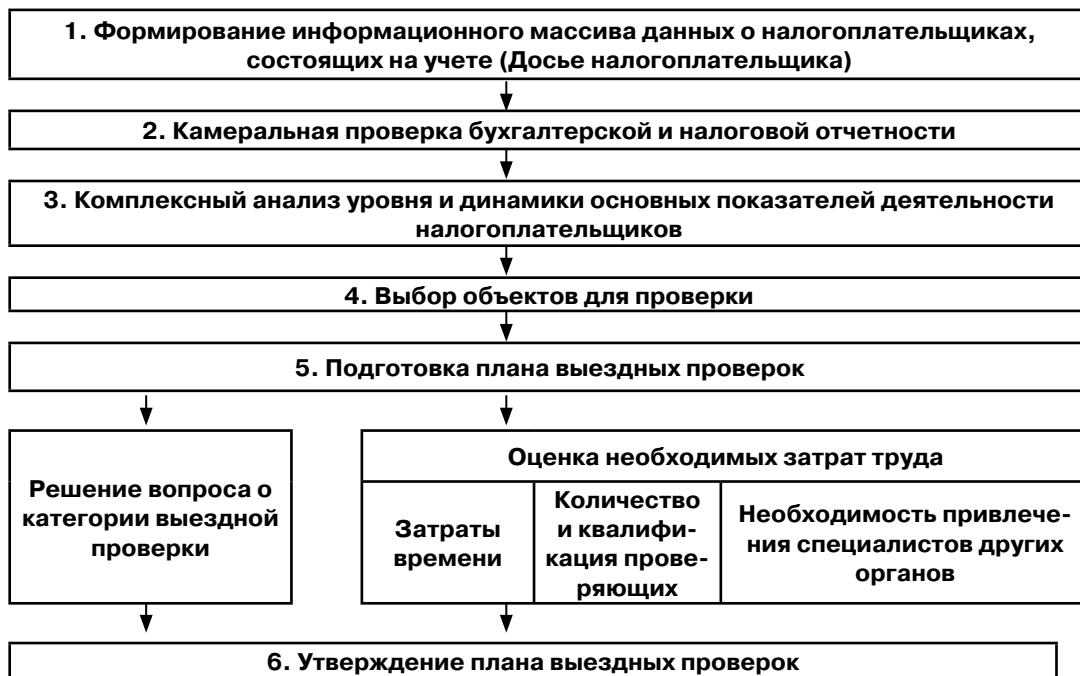 1. Формирование информационного массива данных о налогоплательщиках,
состоящих на учете (Досье налогоплательщика)
2. Камеральная проверка бухгалтерской и налоговой отчетности
3. Комплексный анализ уровня и динамики основных показателей деятельности
налогоплательщиков
4. Выбор объектов для проверки
5. Подготовка плана выездных проверок
Решение вопроса о
категории выездной
проверки
Оценка необходимых затрат труда
Затраты
времени
Количество
и квалифи-
кация прове-
ряющих
Необходимость привлече-
ния специалистов других
органов
6. Утверждение плана выездных проверок